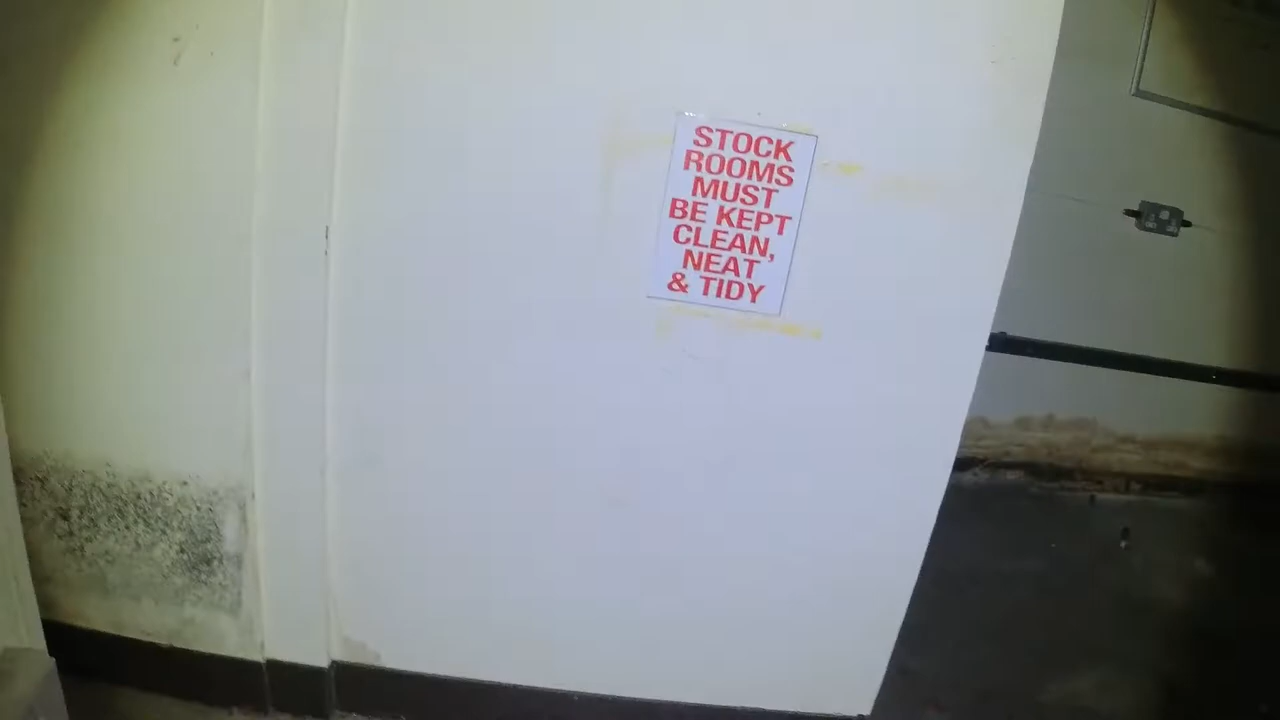 STOCK
ROOMS
MUST
BE KEPT
CLEAN,
NEAT
& TIDY